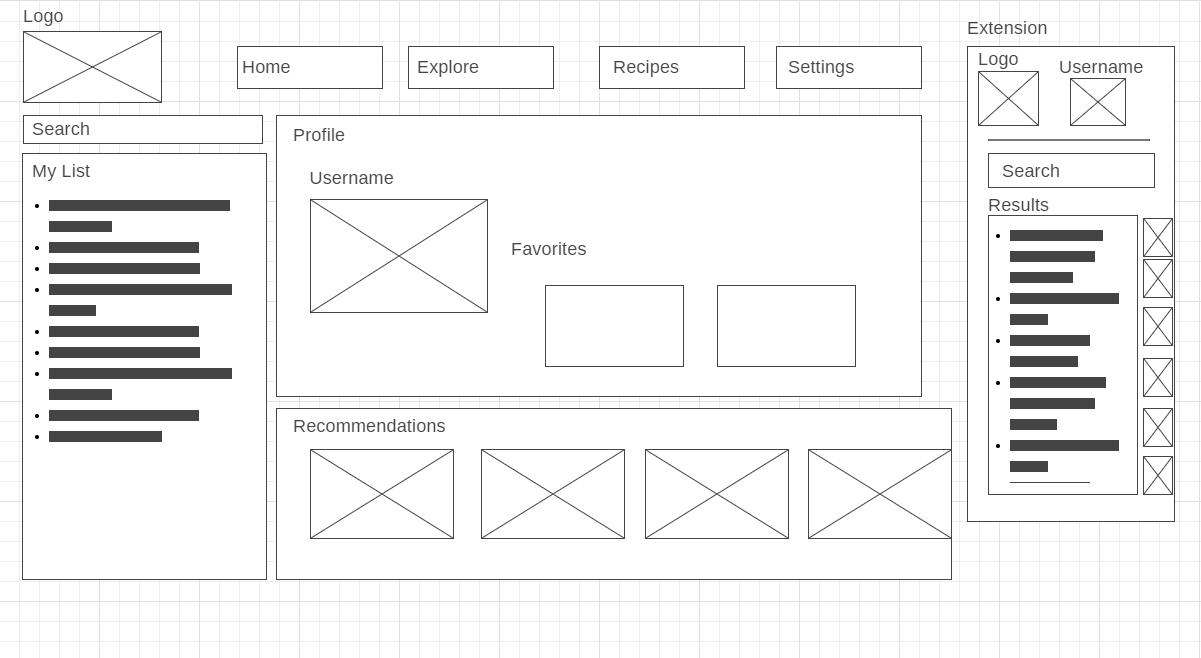 Logo
Home
Explore
Recipes
Settings
Search
My List
Profile
Username
Favorites
Recommendations
Extension
Logo
Username
Search
Results